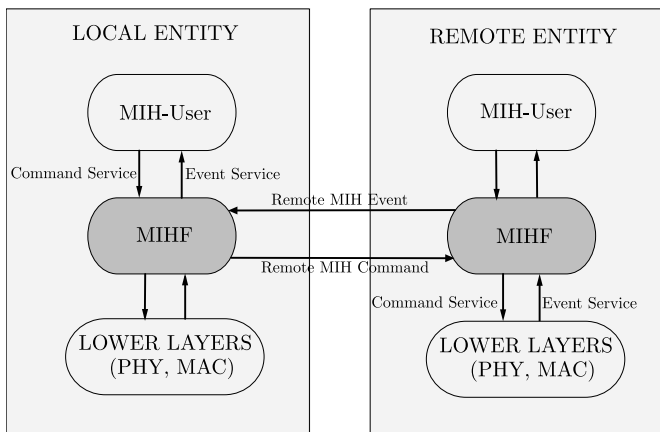 LOCAL ENTITY
REMOTE ENTITY
MIH-User
MIH-User
Command Service
Event Service
Remote MIH Event
MIHF
MIHF
Remote MIH Command
Command Service
Event Service
LOWER LAYERS
(PHY, MAC)
LOWER LAYERS
(PHY, MAC)